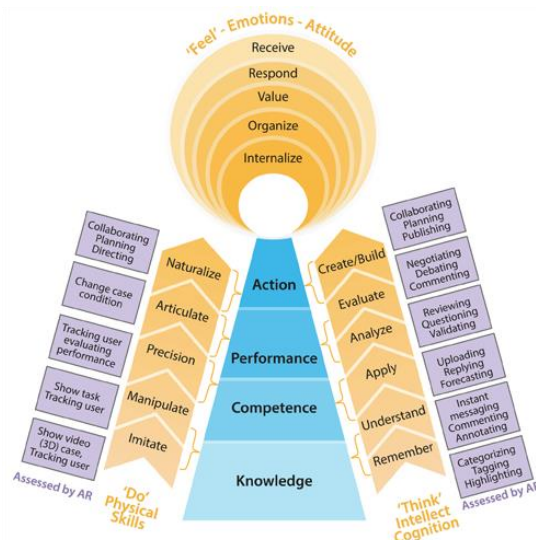 'Feel' - Emotions - Attitude
Receive
Respond
Value
Organize
Internalize
Collaborating
Planning
Directing
Change case
condition
Tracking user
evaluating
performance
Show task
Tracking user
Show video
(3D) case,
Tracking user
Assessed by AR
Naturalize
Articulate
Precision
Manipulate
Imitate
'Do'
Physical
Skills
Action
Performance
Competence
Knowledge
Create/Build
Evaluate
Analyze
Apply
Understand
Remember
'Think'
Intellect
Cognition
Collaborating
Planning
Publishing
Negotiating
Debating
Commenting
Reviewing
Questioning
Validating
Uploading
Replying
Forecasting
Instant
messaging
Commenting
Annotating
Categorizing
Tagging
Highlighting
Assessed by AR